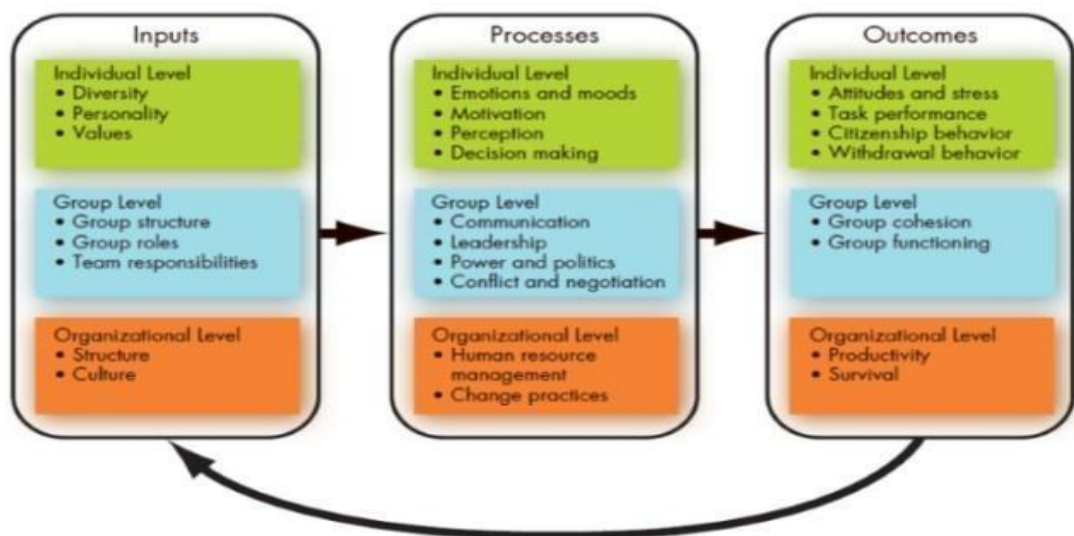 Inputs
Individual Level
• Diversity
• Personality
• Values
Group Level
• Group structure
• Group roles
• Team responsibilities
Organizational Level
• Structure
• Culture
Processes
Individual Level
• Emotions and moods
• Motivation
• Perception
• Decision making
Group Level
• Communication
• Leadership
• Power and politics
• Conflict and negotiation
Organizational Level
• Human resource
management
• Change practices
Outcomes
Individual Level
• Attitudes and stress
• Task performance
• Citizenship behavior
• Withdrawal behavior
Group Level
• Group cohesion
• Group functioning
Organizational Level
• Productivity
• Survival